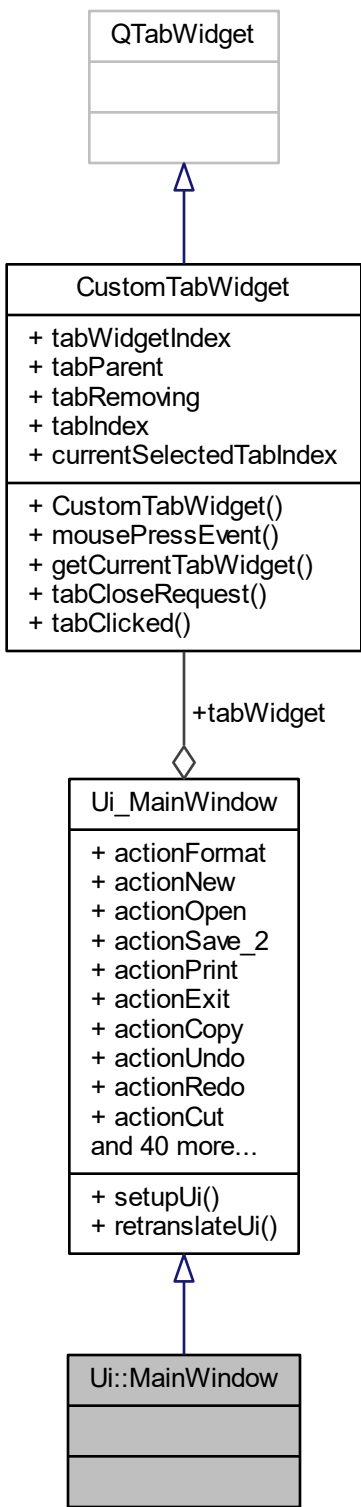 QTabWidget
CustomTabWidget
+ tabWidgetIndex
+ tabParent
+ tabRemoving
+ tabIndex
+ currentSelectedTabIndex
+ CustomTabWidget()
+ mousePressEvent()
+ getCurrentTabWidget()
+ tabCloseRequest()
+ tabClicked()
+tabWidget
Ui_MainWindow
+ actionFormat
+ actionNew
+ actionOpen
+ actionSave_2
+ actionPrint
+ actionExit
+ actionCopy
+ actionUndo
+ actionRedo
+ actionCut
and 40 more...
+ setupUi()
+ retranslateUi()
Ui::MainWindow